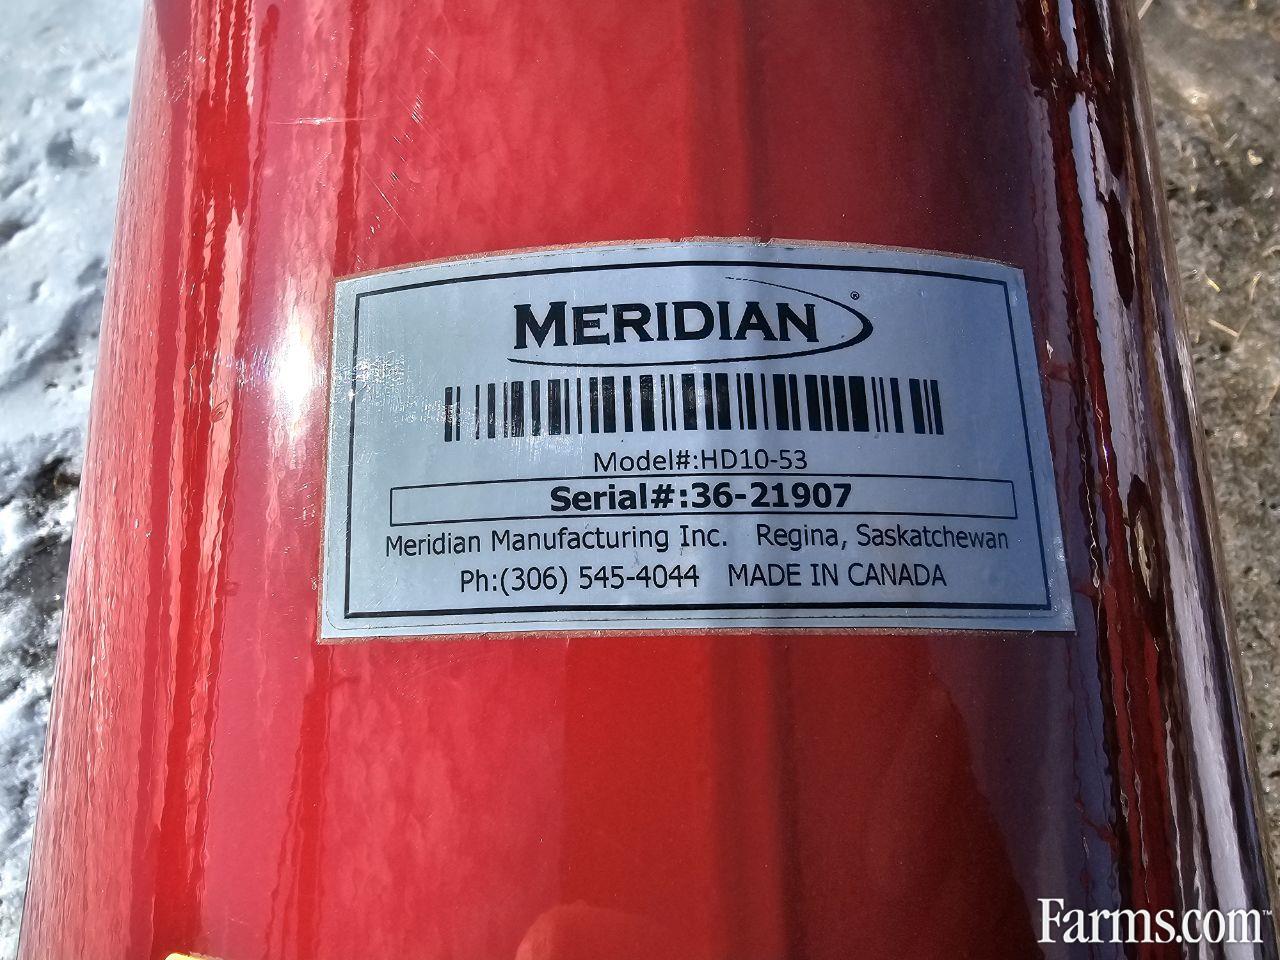 MERIDIAN®
Model#:HD10-53
Serial#:36-21907
Meridian Manufacturing Inc. Regina, Saskatchewan
Ph:(306) 545-4044 MADE IN CANADA
Farms.com™